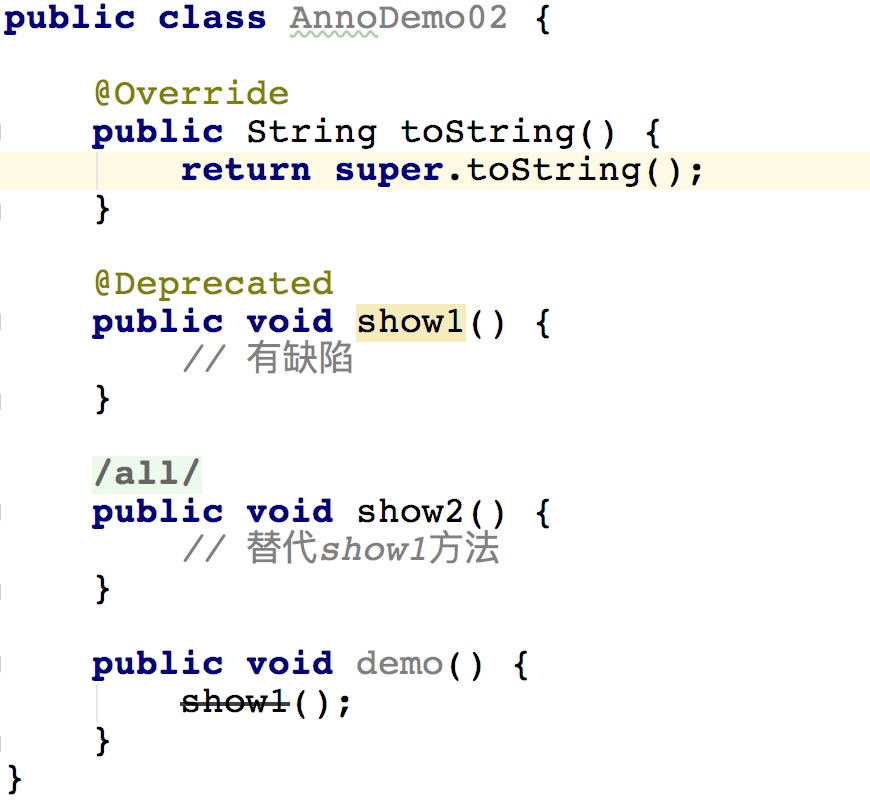 public class AnnoDemo02 {
@Override
public String toString() {
return super.toString();
}
@Deprecated
public void show1() {
// 有缺陷
}
/all/
public void show2() {
// 替代show1方法
}
public void demo() {
show1();
}
}